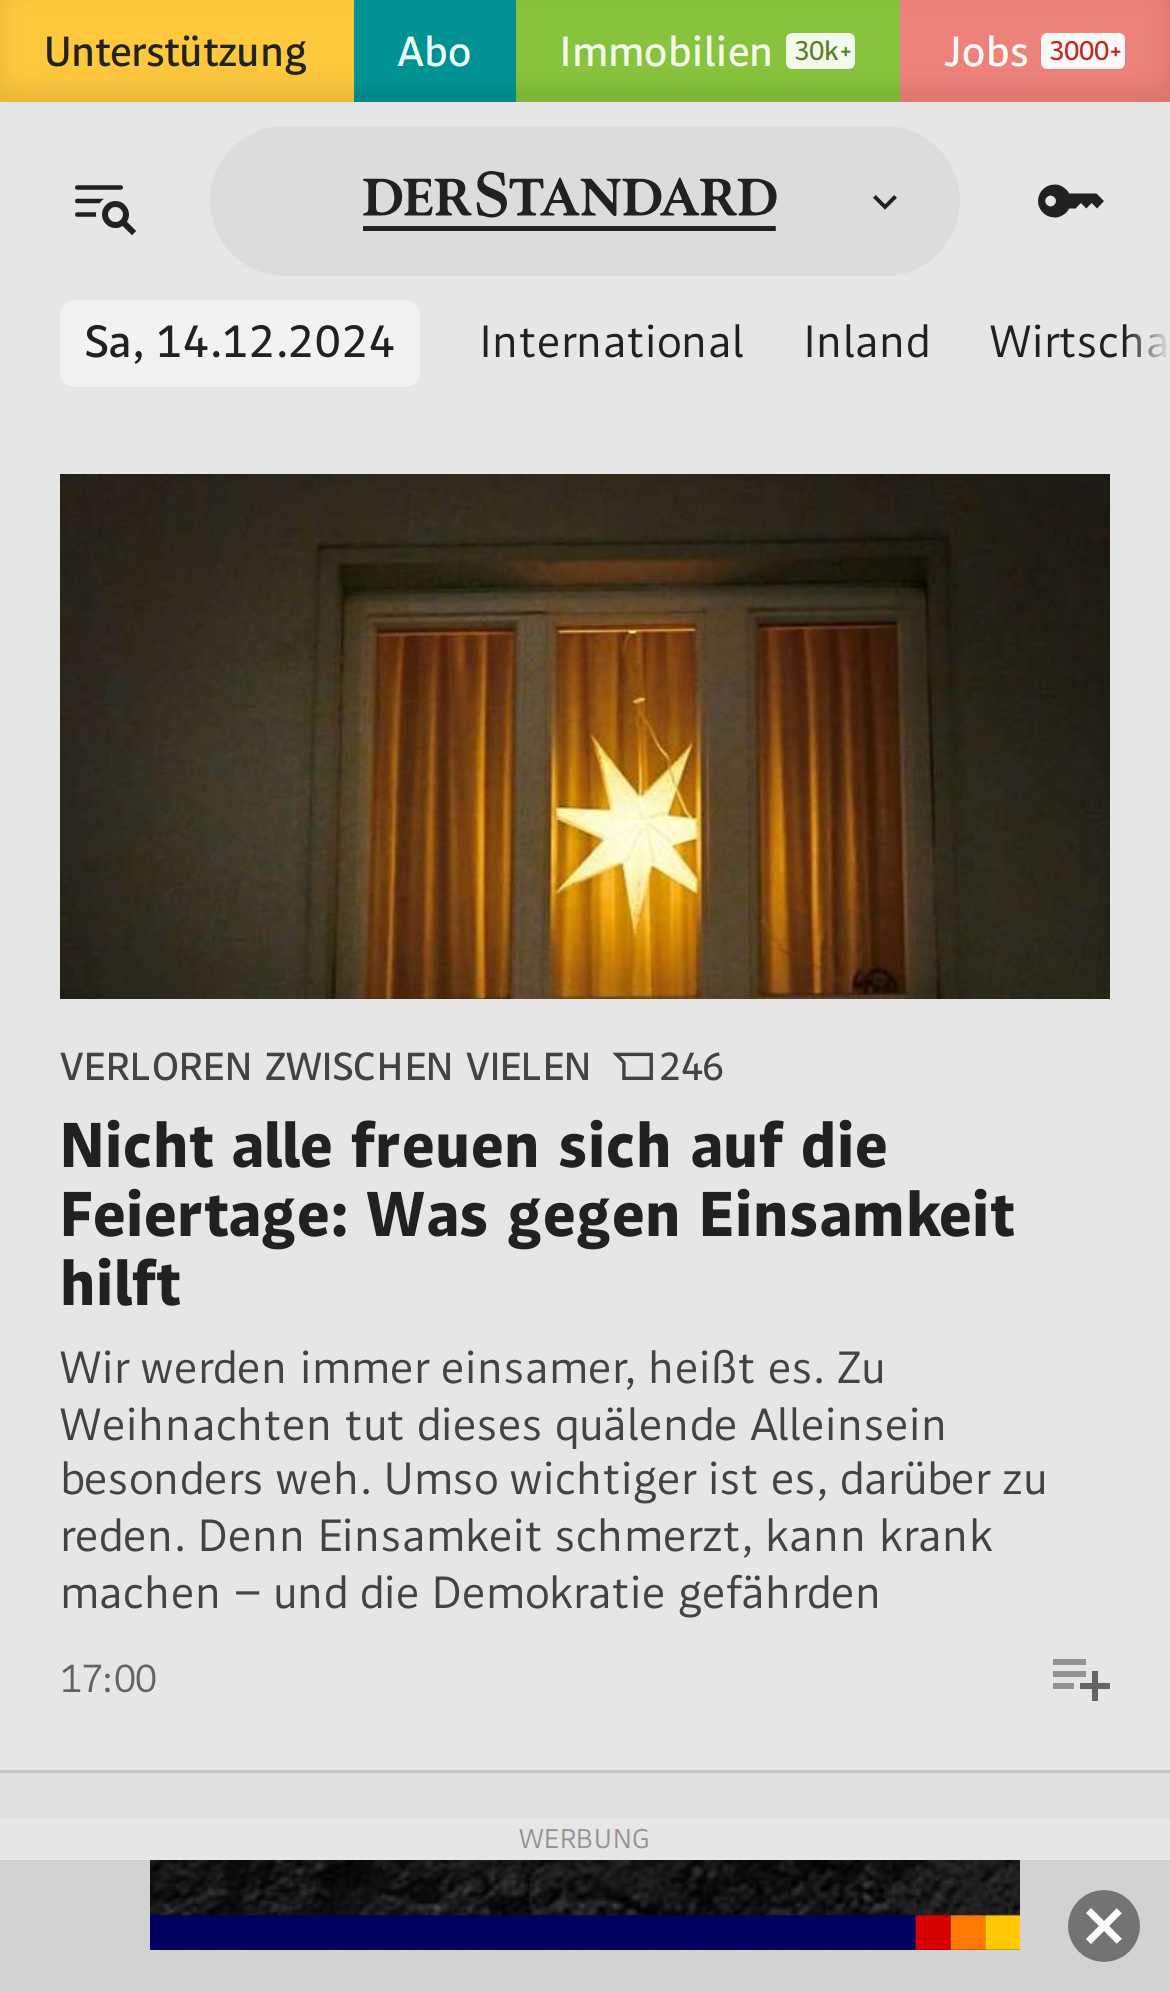 Unterstützung Abo Immobilien 30k+ Jobs 3000+
DERSTANDARD
Sa, 14.12.2024 International Inland Wirtscha
VERLOREN ZWISCHEN VIELEN 246
Nicht alle freuen sich auf die
Feiertage: Was gegen Einsamkeit
hilft
Wir werden immer einsamer, heißt es. Zu
Weihnachten tut dieses quälende Alleinsein
besonders weh. Umso wichtiger ist es, darüber zu
reden. Denn Einsamkeit schmerzt, kann krank
machen – und die Demokratie gefährden
17:00
WERBUNG